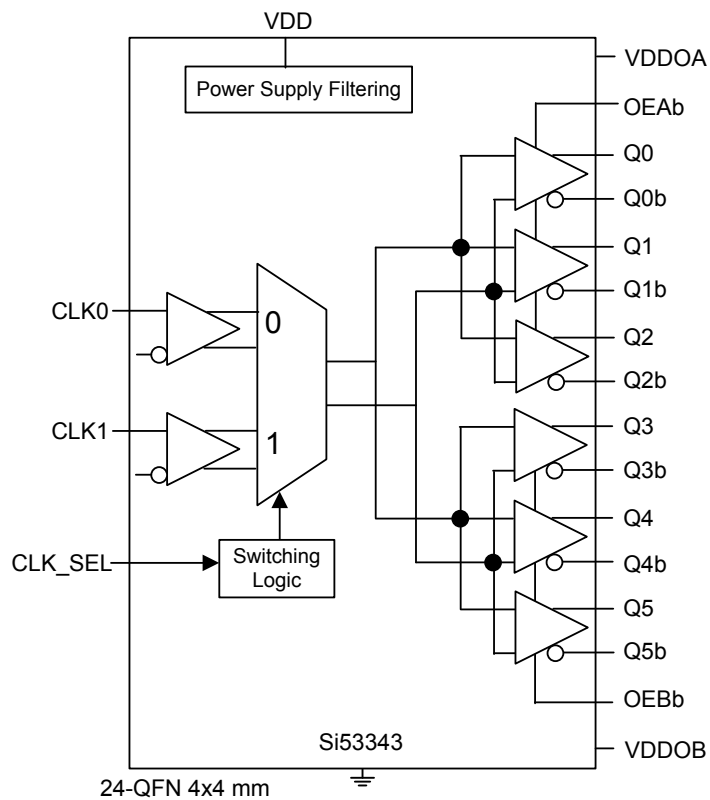 VDD
Power Supply Filtering
VDDOA
OEAb
Q0
Q0b
Q1
Q1b
Q2
Q2b
CLK0
0
CLK1
1
Q3
Q3b
Q4
Q4b
Q5
Q5b
CLK_SEL
Switching
Logic
OEBb
Si53343
VDDOB
24-QFN 4x4 mm